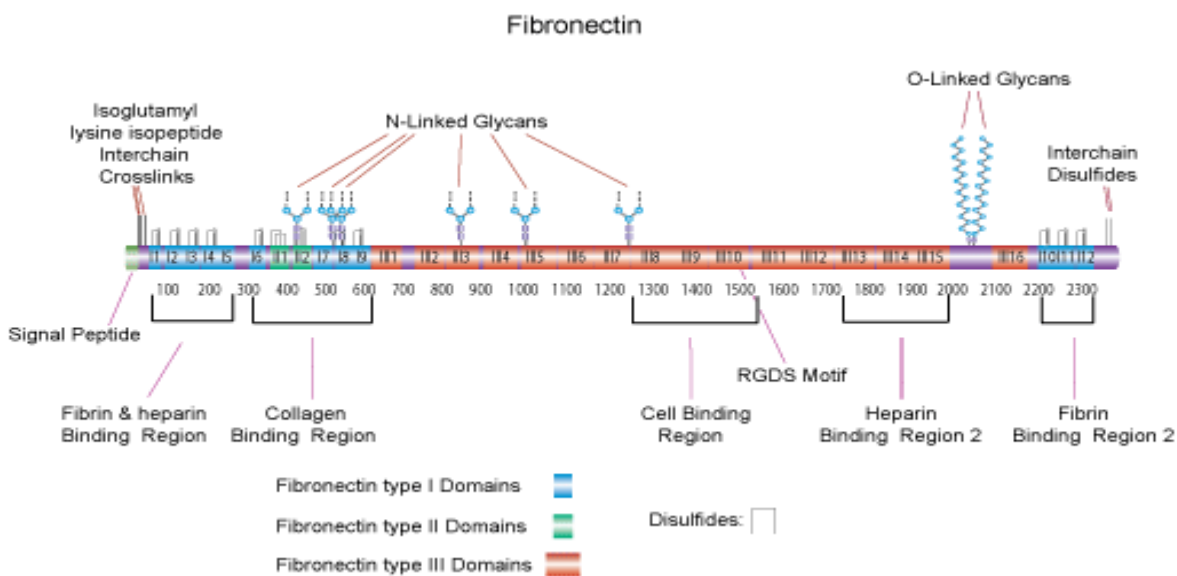 Fibronectin
O-Linked Glycans
Isoglutamyl
lysine isopeptide
Interchain
Crosslinks
N-Linked Glycans
Interchain
Disulfides
I1 I2 I3 I4 I5 I6 II1 II2 I7 I8 I9 III1 III2 III3 III4 III5 III6 III7 III8 III9 III10 III11 III12 III13 III14 III15 III16 I10 I11 I12
100 200 300 400 500 600 700 800 900 1000 1100 1200 1300 1400 1500 1600 1700 1800 1900 2000 2100 2200 2300
Signal Peptide
RGDS Motif
Fibrin & heparin
Binding Region
Collagen
Binding Region
Cell Binding
Region
Heparin
Binding Region 2
Fibrin
Binding Region 2
Fibronectin type I Domains
Fibronectin type II Domains
Disulfides:
Fibronectin type III Domains